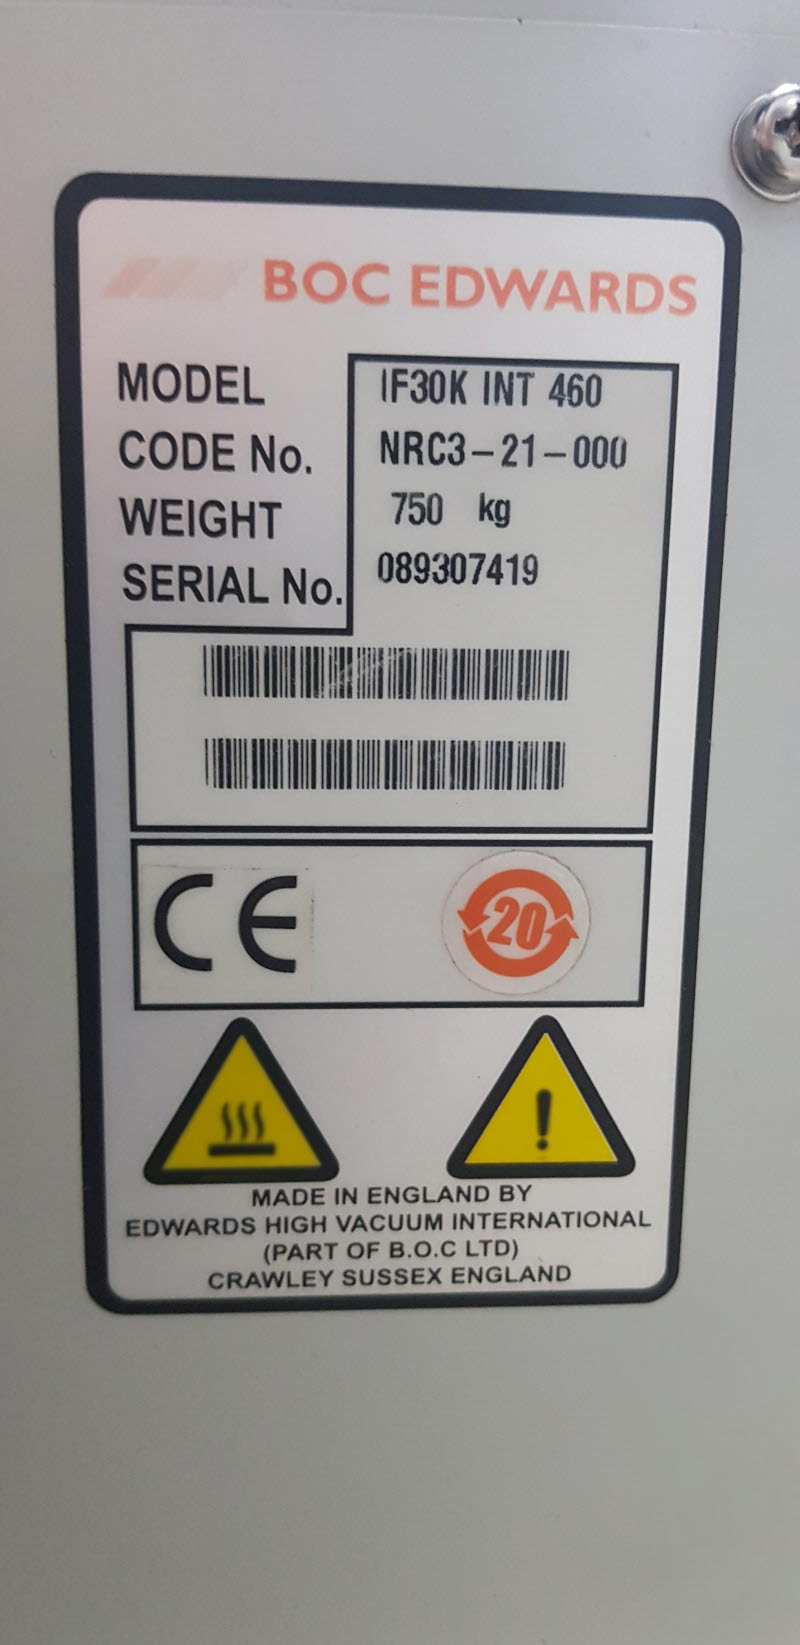 BOC EDWARDS
MODEL IF30K INT 460
CODE No. NRC3-21-000
WEIGHT 750 kg
SERIAL No. 089307419
CE
20
!
MADE IN ENGLAND BY
EDWARDS HIGH VACUUM INTERNATIONAL
(PART OF B.O.C LTD)
CRAWLEY SUSSEX ENGLAND